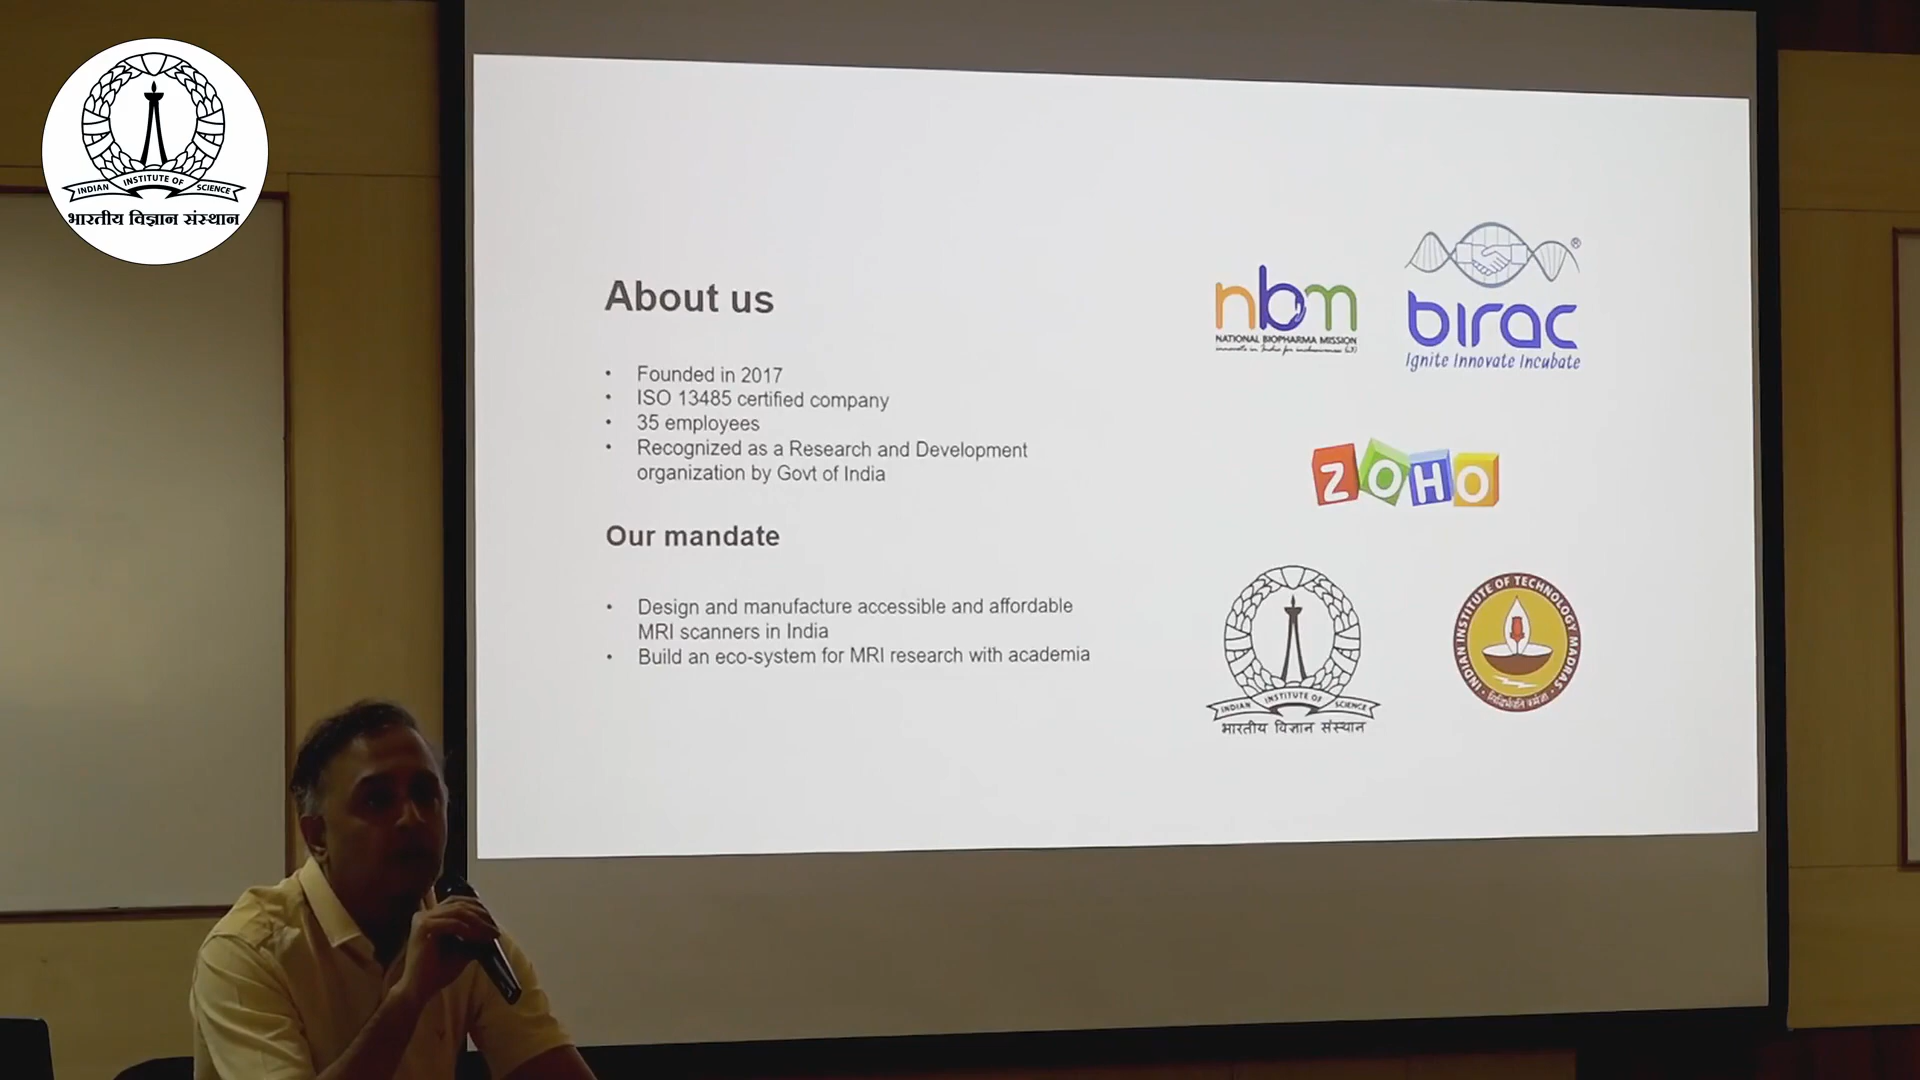 INDIAN INSTITUTE OF SCIENCE
भारतीय विज्ञान संस्थान
About us
• Founded in 2017
• ISO 13485 certified company
• 35 employees
• Recognized as a Research and Development
organization by Govt of India
Our mandate
• Design and manufacture accessible and affordable
MRI scanners in India
• Build an eco-system for MRI research with academia
nbm
NATIONAL BIOPHARMA MISSION
birac
®
Ignite Innovate Incubate
ZOHO
INDIAN INSTITUTE OF SCIENCE
भारतीय विज्ञान संस्थान
INDIAN INSTITUTE OF TECHNOLOGY MADRAS